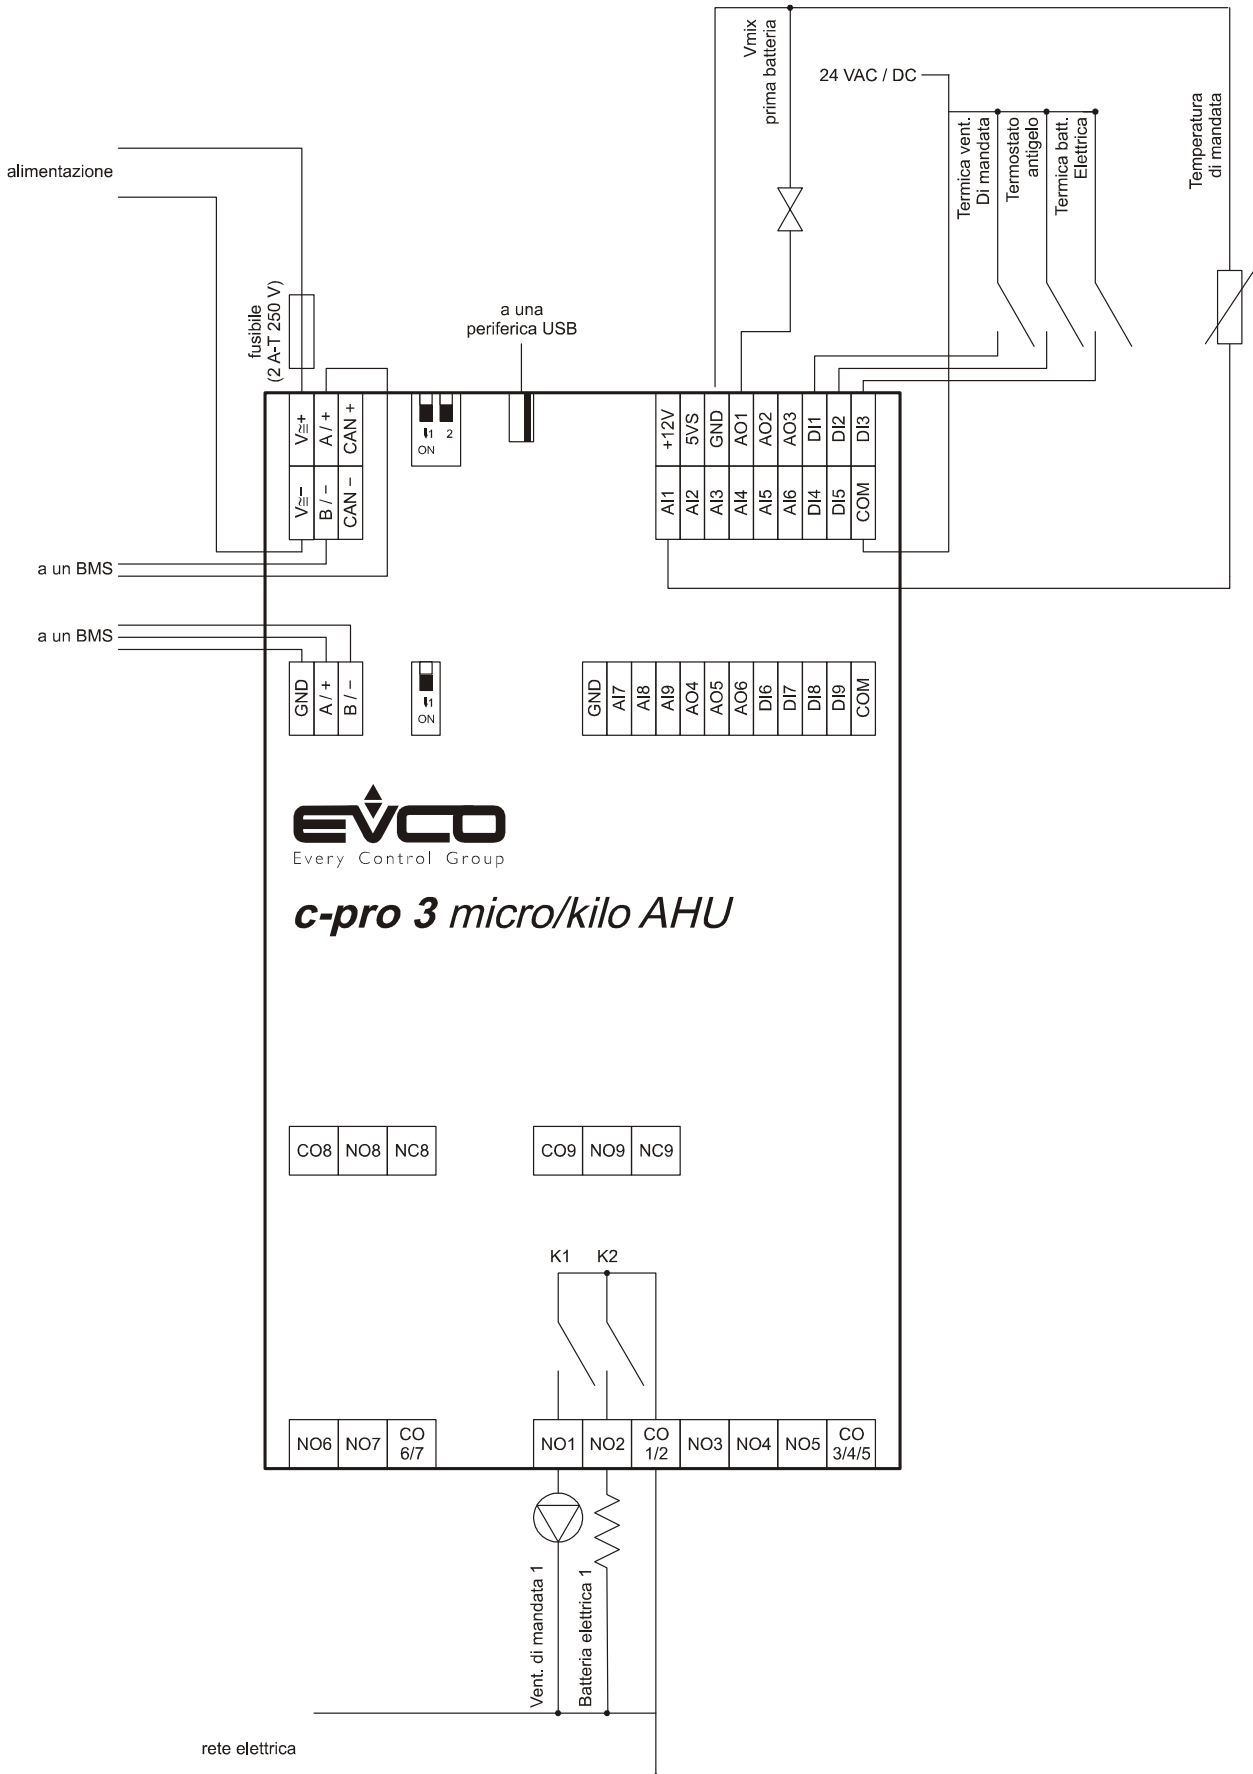 Vmix
prima batteria
24 VAC / DC
Termica vent.
Di mandata
Termostato
antigelo
Termica batt.
Elettrica
Temperatura
di mandata
alimentazione
fusibile
(2 A-T 250 V)
a una
periferica USB
V≅+
A / +
CAN +
1 2
ON
+12V
5VS
GND
AO1
AO2
AO3
DI1
DI2
DI3
V≅−
B / −
CAN −
AI1
AI2
AI3
AI4
AI5
AI6
DI4
DI5
COM
a un BMS
a un BMS
GND
A / +
B / −
1
ON
GND
AI7
AI8
AI9
AO4
AO5
AO6
DI6
DI7
DI8
DI9
COM
EVCO
Every Control Group
c-pro 3 micro/kilo AHU
CO8 NO8 NC8
CO9 NO9 NC9
K1 K2
NO6 NO7 CO 6/7
NO1 NO2 CO 1/2 NO3 NO4 NO5 CO 3/4/5
Vent. di mandata 1
Batteria elettrica 1
rete elettrica